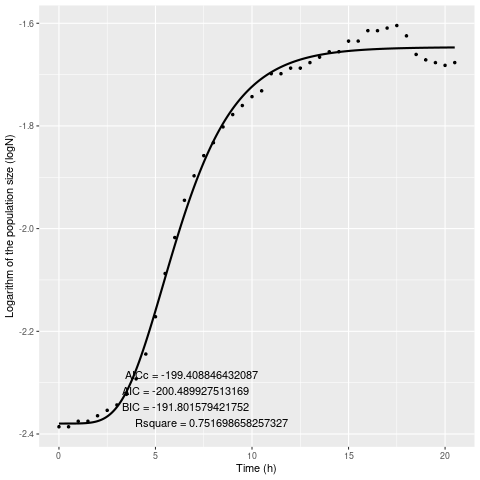 -1.6
-1.8
-2.0
-2.2
-2.4
Logarithm of the population size (logN)
AICc = -199.408846432087
AIC = -200.489927513169
BIC = -191.801579421752
Rsquare = 0.751698658257327
0 5 10 15 20
Time (h)